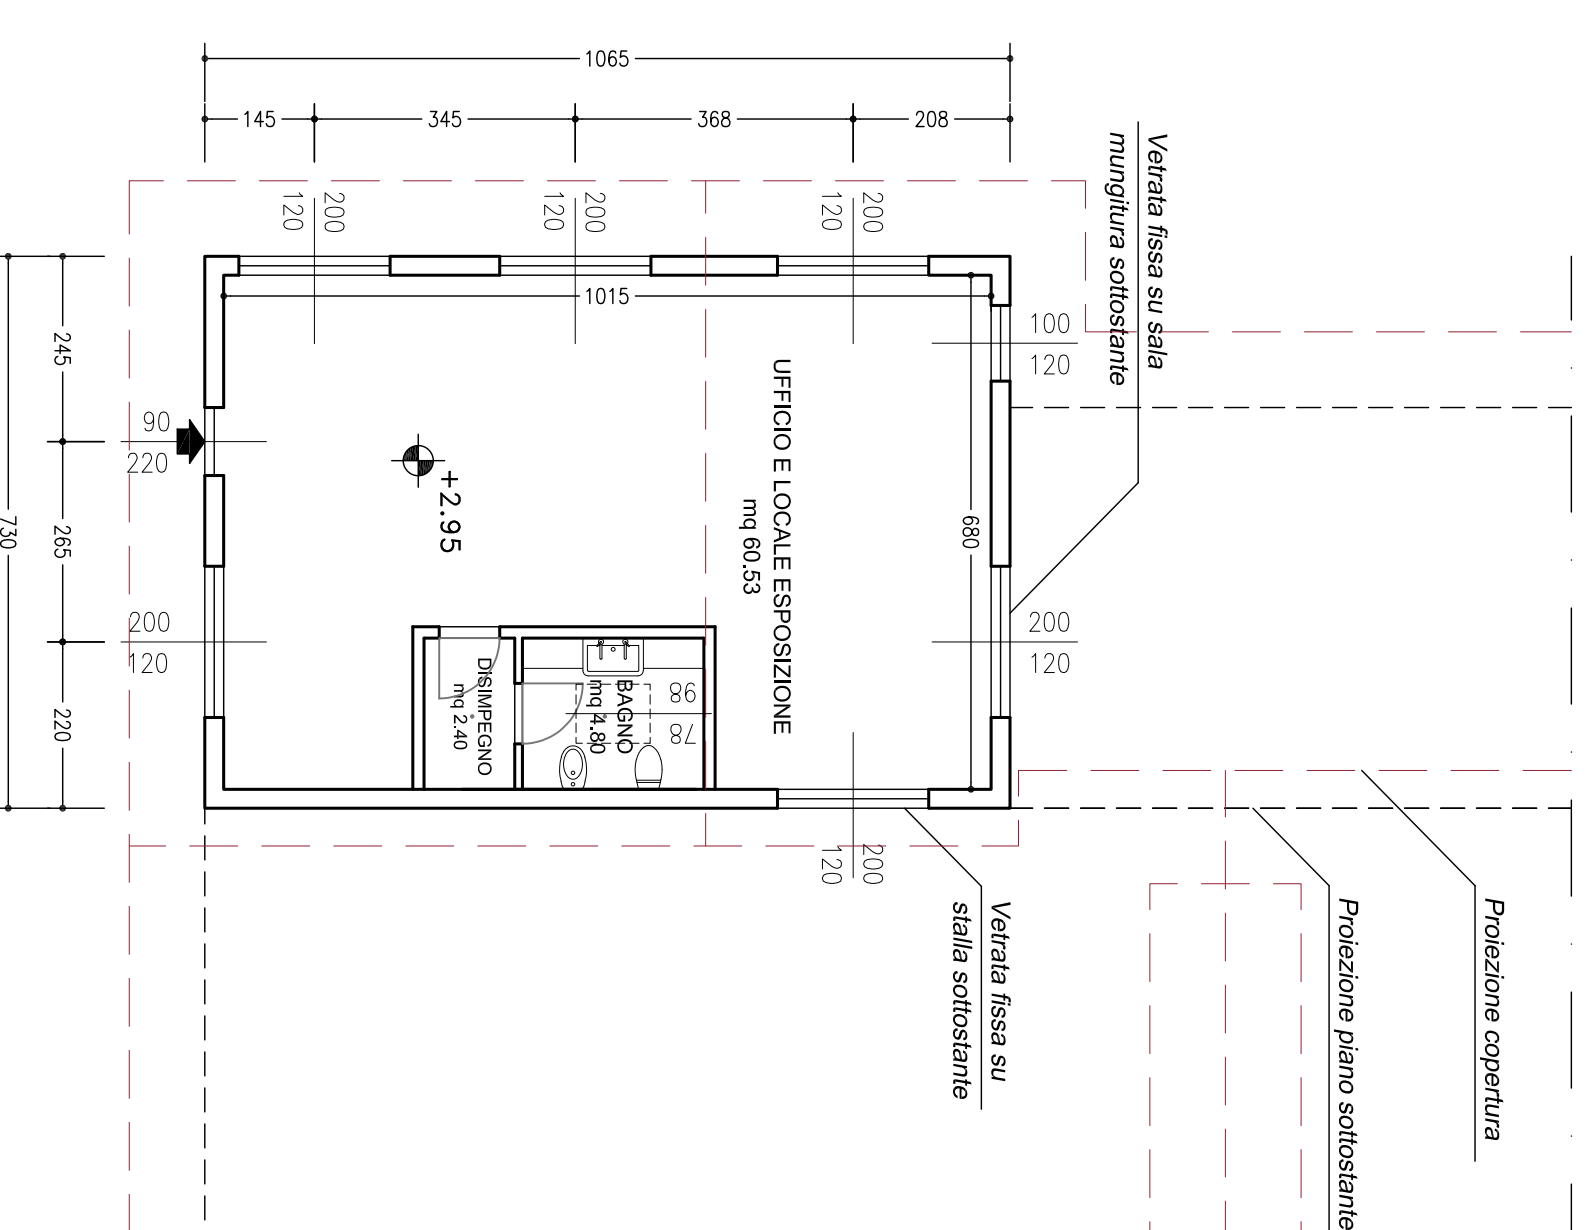 1065
145
345
368
208
Vetrata fissa su sala
mungitura sottostante
200
120
200
120
200
120
1015
100
120
245
90
220
265
730
+2.95
UFFICIO E LOCALE ESPOSIZIONE
mq 60.53
680
200
120
200
120
220
DISIMPEGNO
mq 2.40
BAGNO
mq 4.80
98
78
200
120
Vetrata fissa su
stalla sottostante
Proiezione piano sottostante
Proiezione copertura